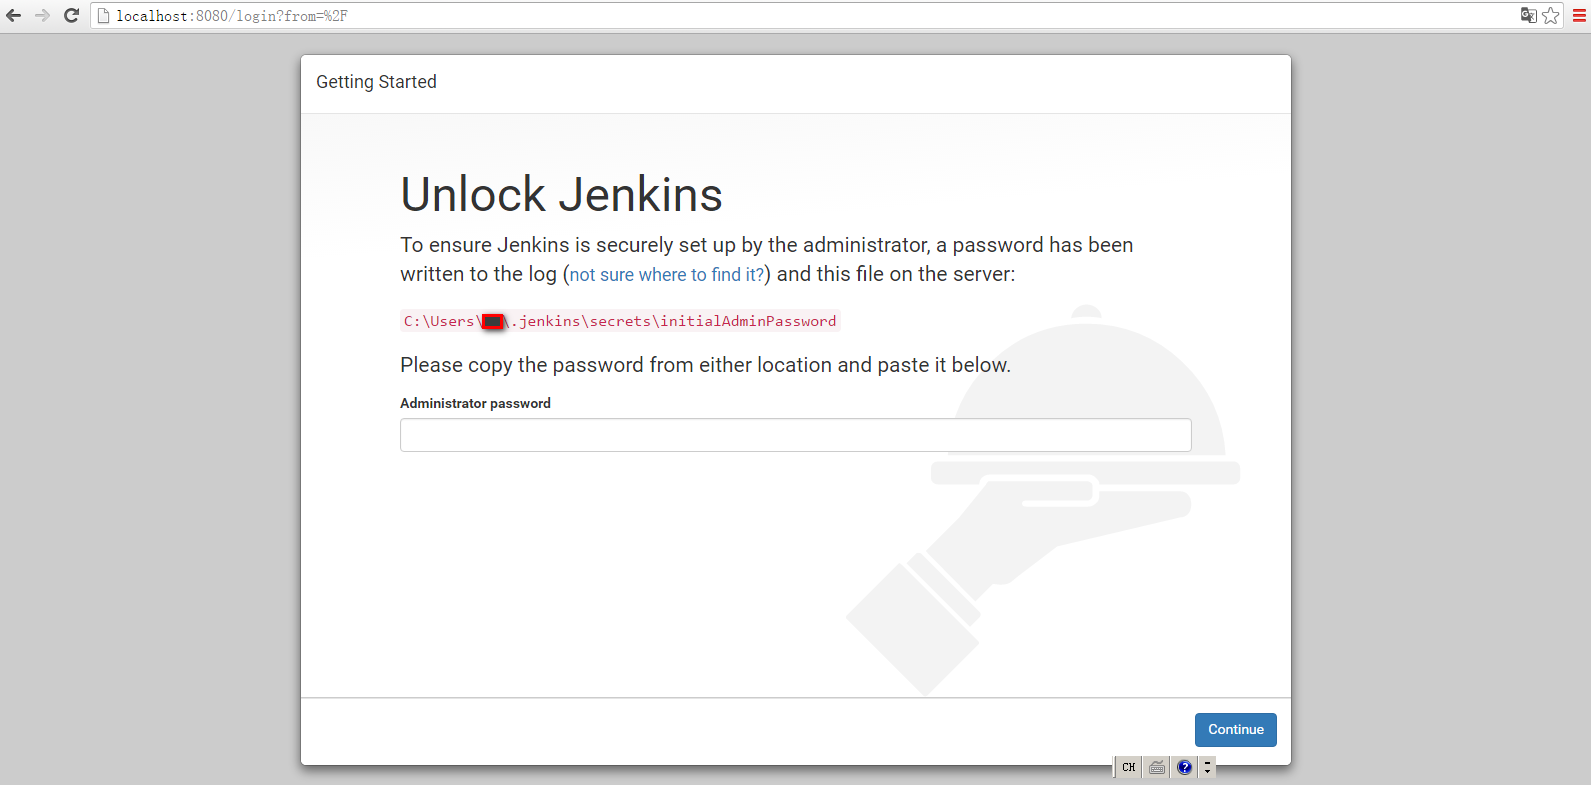 localhost:8080/login?from=%2F
Getting Started
Unlock Jenkins
To ensure Jenkins is securely set up by the administrator, a password has been
written to the log (not sure where to find it?) and this file on the server:
C:\Users\ \.jenkins\secrets\initialAdminPassword
Please copy the password from either location and paste it below.
Administrator password
Continue
CH